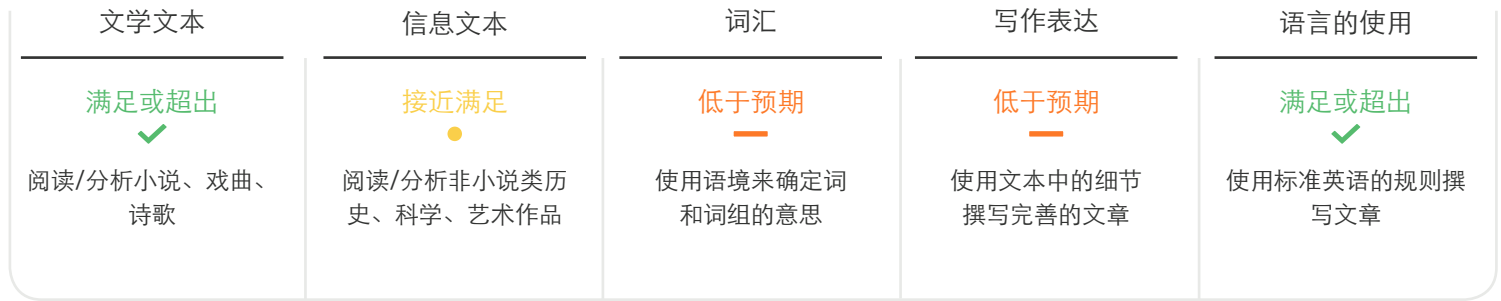 文学文本
满足或超出
阅读/分析小说、戏曲、
诗歌
信息文本
接近满足
阅读/分析非小说类历
史、科学、艺术作品
词汇
低于预期
使用语境来确定词
和词组的意思
写作表达
低于预期
使用文本中的细节
撰写完善的文章
语言的使用
满足或超出
使用标准英语的规则撰
写文章